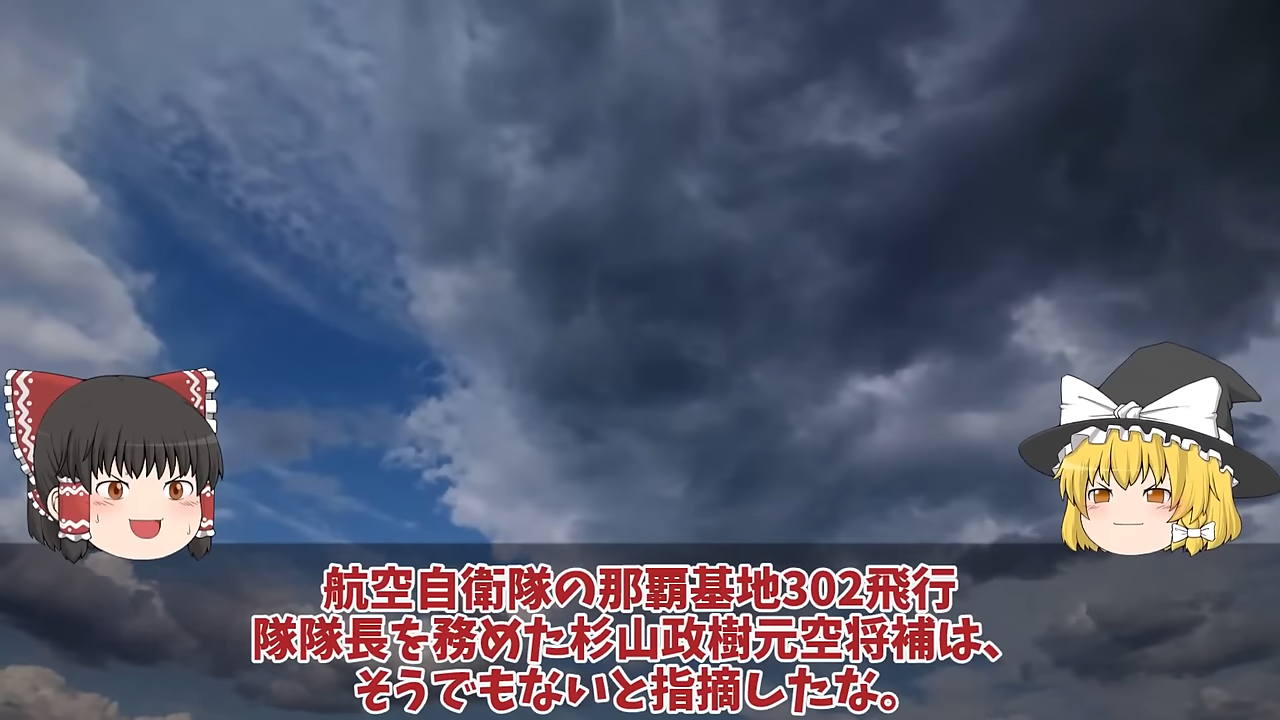 航空自衛隊の那覇基地302飛行
隊隊長を務めた杉山政樹元空将補は、
そうでもないと指摘したな。